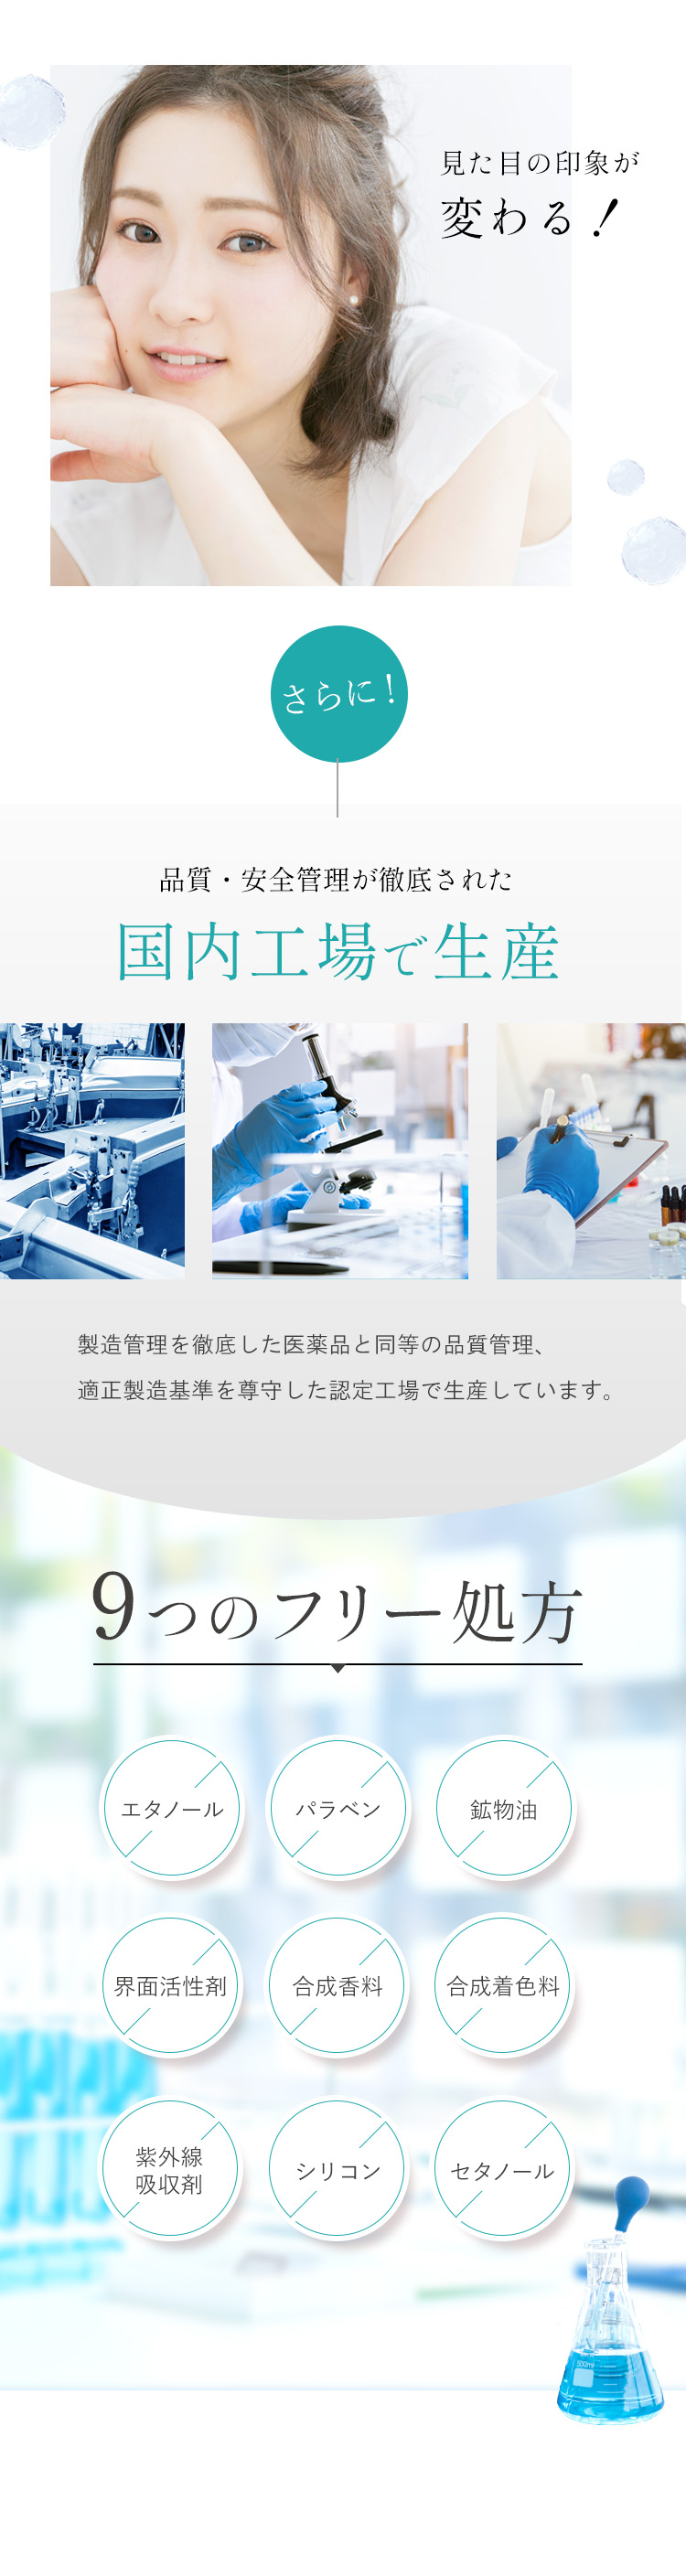 見た目の印象が
変わる！
さらに！
品質・安全管理が徹底された
国内工場で生産
製造管理を徹底した医薬品と同等の品質管理、
適正製造基準を尊守した認定工場で生産しています。
9つのフリー処方
エタノール
パラベン
鉱物油
界面活性剤
合成香料
合成着色料
紫外線
吸収剤
シリコン
セタノール
500ml